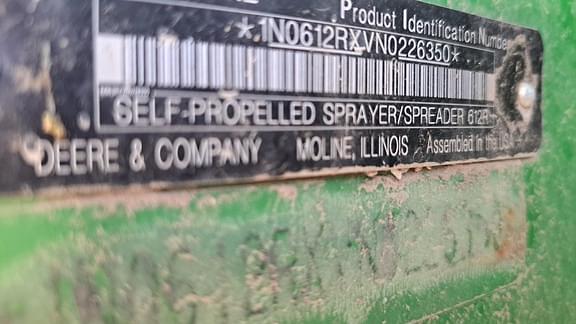 Product Identification Number
*1N0612RXVN0226350*
SELF-PROPELLED SPRAYER/SPREADER 612R
DEERE & COMPANY MOLINE, ILLINOIS Assembled in the USA